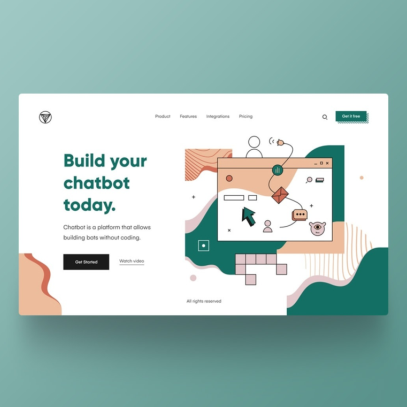 Product Features Integrations Pricing
Get it free
Build your
chatbot
today.
Chatbot is a platform that allows
building bots without coding.
Get Started Watch video
All rights reserved